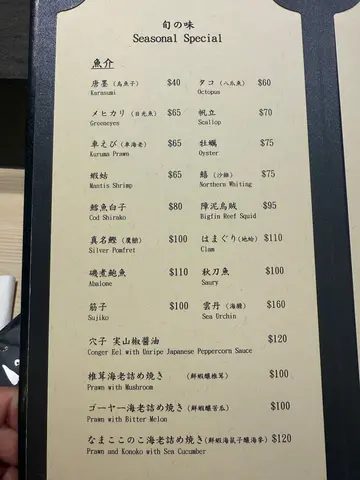 旬の味
Seasonal Special
魚介
唐墨 (烏魚子) $40
Karasumi
タコ (八爪魚) $60
Octopus
メヒカリ (目光魚) $65
Greeneyes
帆立 $70
Scallop
車えび (車海老) $65
Kuruma Prawn
牡蠣 $75
Oyster
蝦蛄 $65
Mantis Shrimp
鱚 (沙鮻) $75
Northern Whiting
鱈魚白子 $80
Cod Shirako
障泥烏賊 $95
Bigfin Reef Squid
真名鰹 (鷹鯧) $100
Silver Pomfret
はまぐり (地蛤) $110
Clam
磯煮鮑魚 $110
Abalone
秋刀魚 $100
Saury
筋子 $100
Sujiko
雲丹 (海膽) $160
Sea Urchin
穴子 実山椒醬油 $120
Conger Eel with Unripe Japanese Peppercorn Sauce
椎茸海老詰め焼き (鮮蝦釀椎茸) $100
Prawn with Mushroom
ゴーヤー海老詰め焼き (鮮蝦釀苦瓜) $100
Prawn with Bitter Melon
なまここのこ海老詰め焼き (鮮蝦海鼠子釀海參) $120
Prawn and Konoko with Sea Cucumber